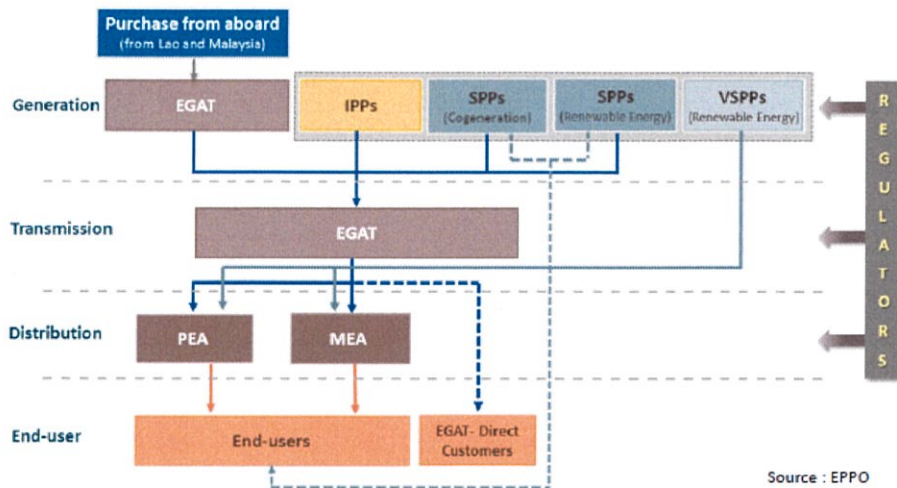 Purchase from aboard
(from Lao and Malaysia)
Generation
EGAT
IPPs
SPPs
(Cogeneration)
SPPs
(Renewable Energy)
VSPPs
(Renewable Energy)
REGULATORS
Transmission
EGAT
Distribution
PEA
MEA
End-user
End-users
EGAT- Direct
Customers
Source : EPPO